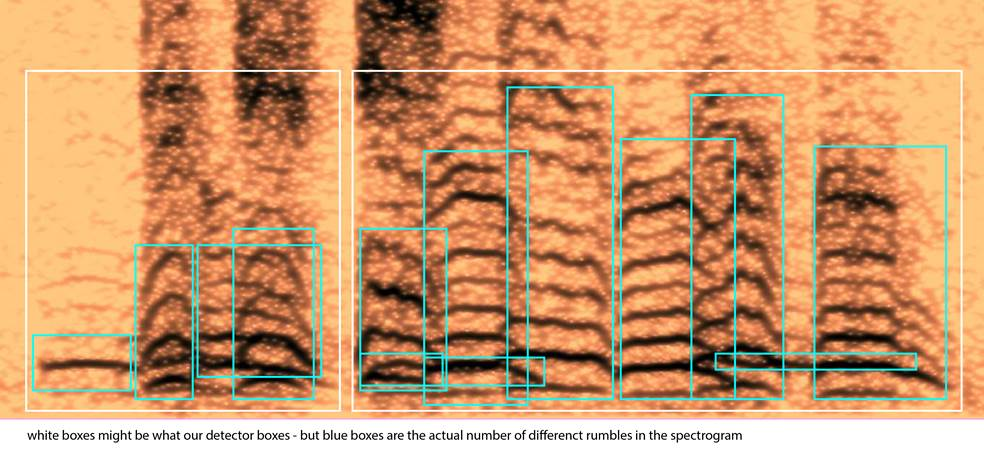 white boxes might be what our detector boxes - but blue boxes are the actual number of differenct rumbles in the spectrogram